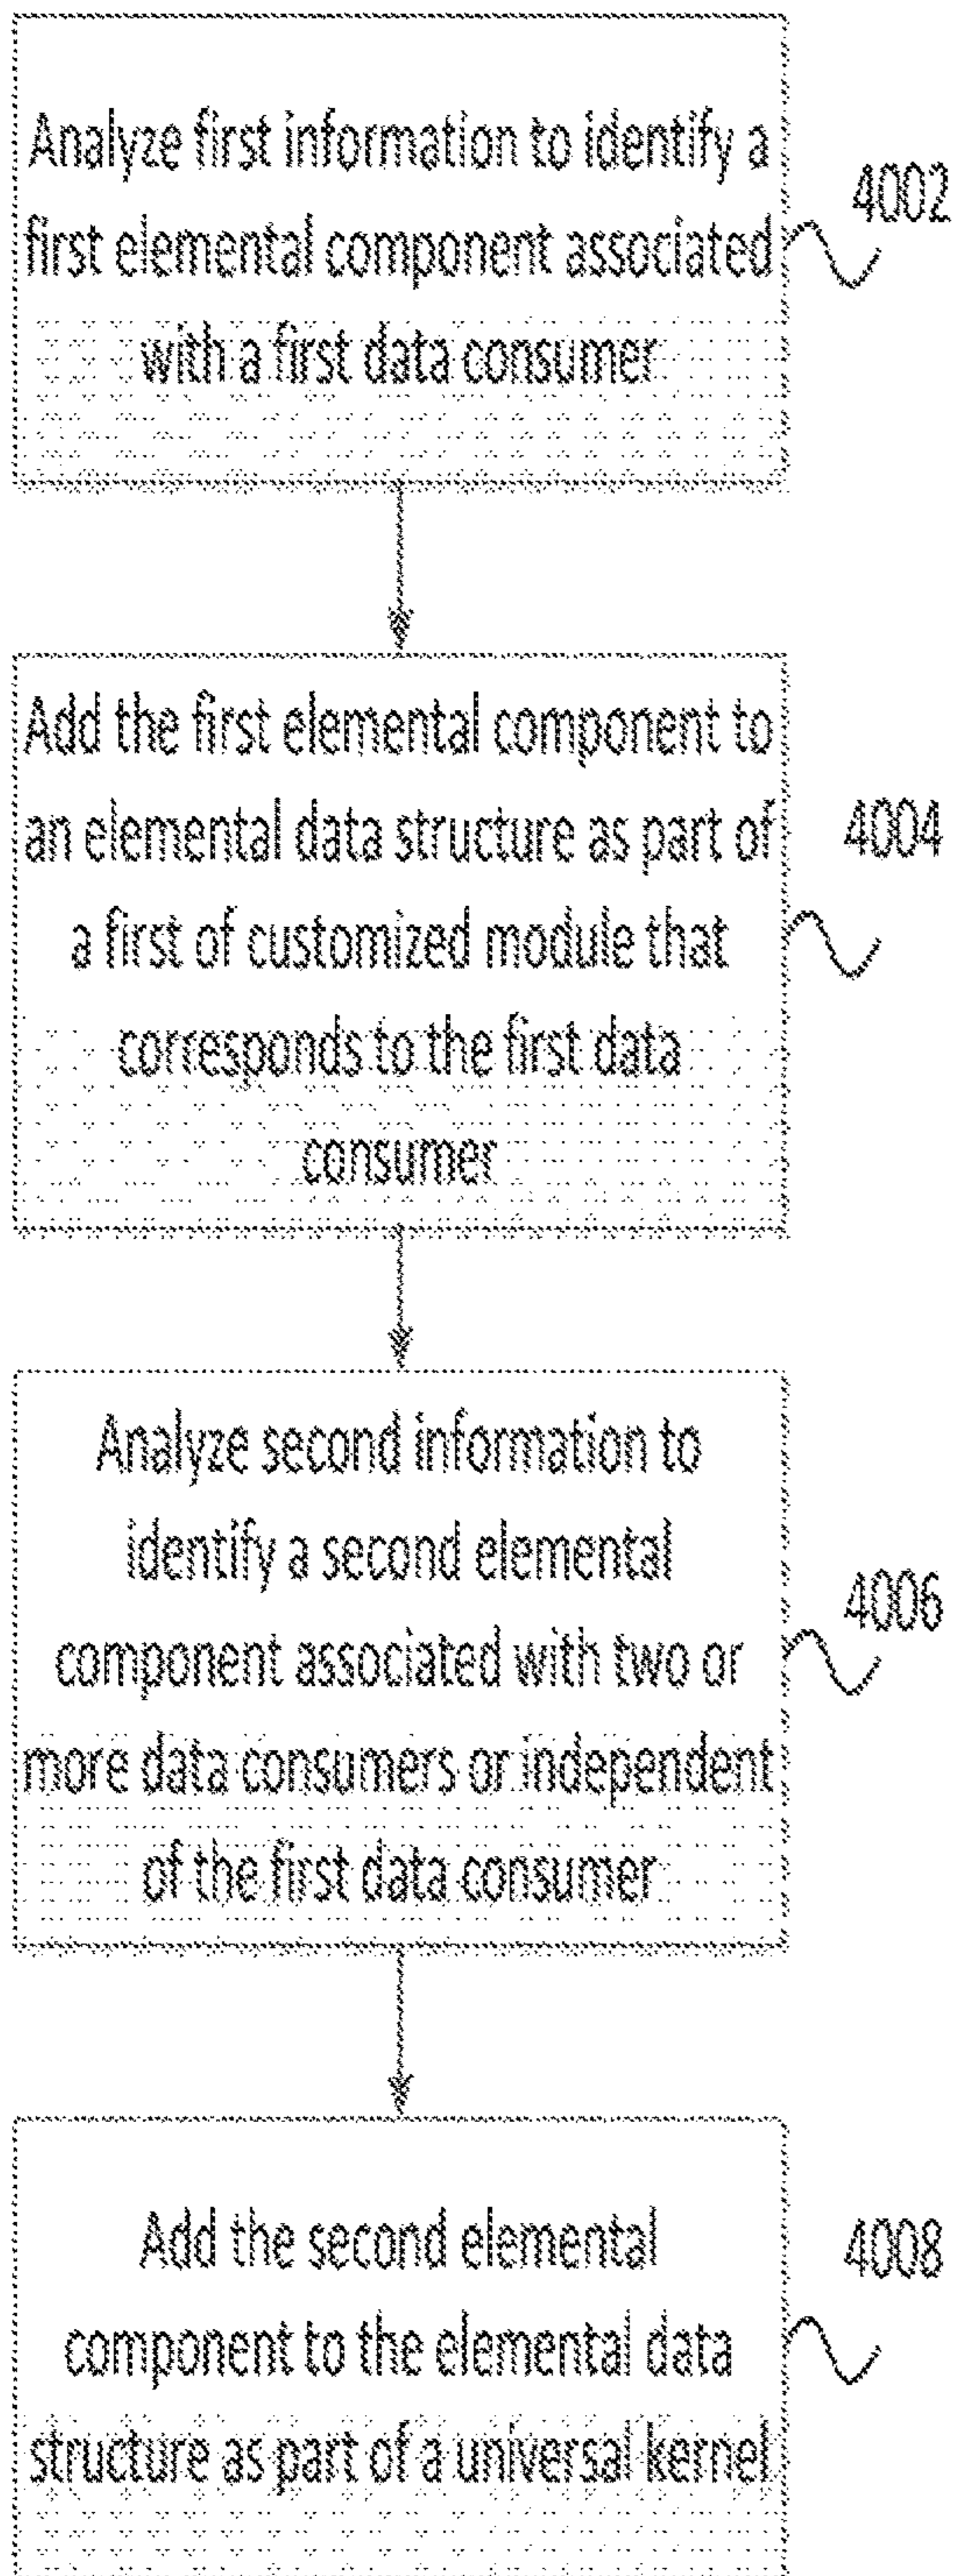 Analyze first information to identify a
first elemental component associated
with a first data consumer
4002
Add the first elemental component to
an elemental data structure as part of
a first of customized module that
corresponds to the first data
consumer
4004
Analyze second information to
identify a second elemental
component associated with two or
more data consumers or independent
of the first data consumer
4006
Add the second elemental
component to the elemental data
structure as part of a universal kernel
4008